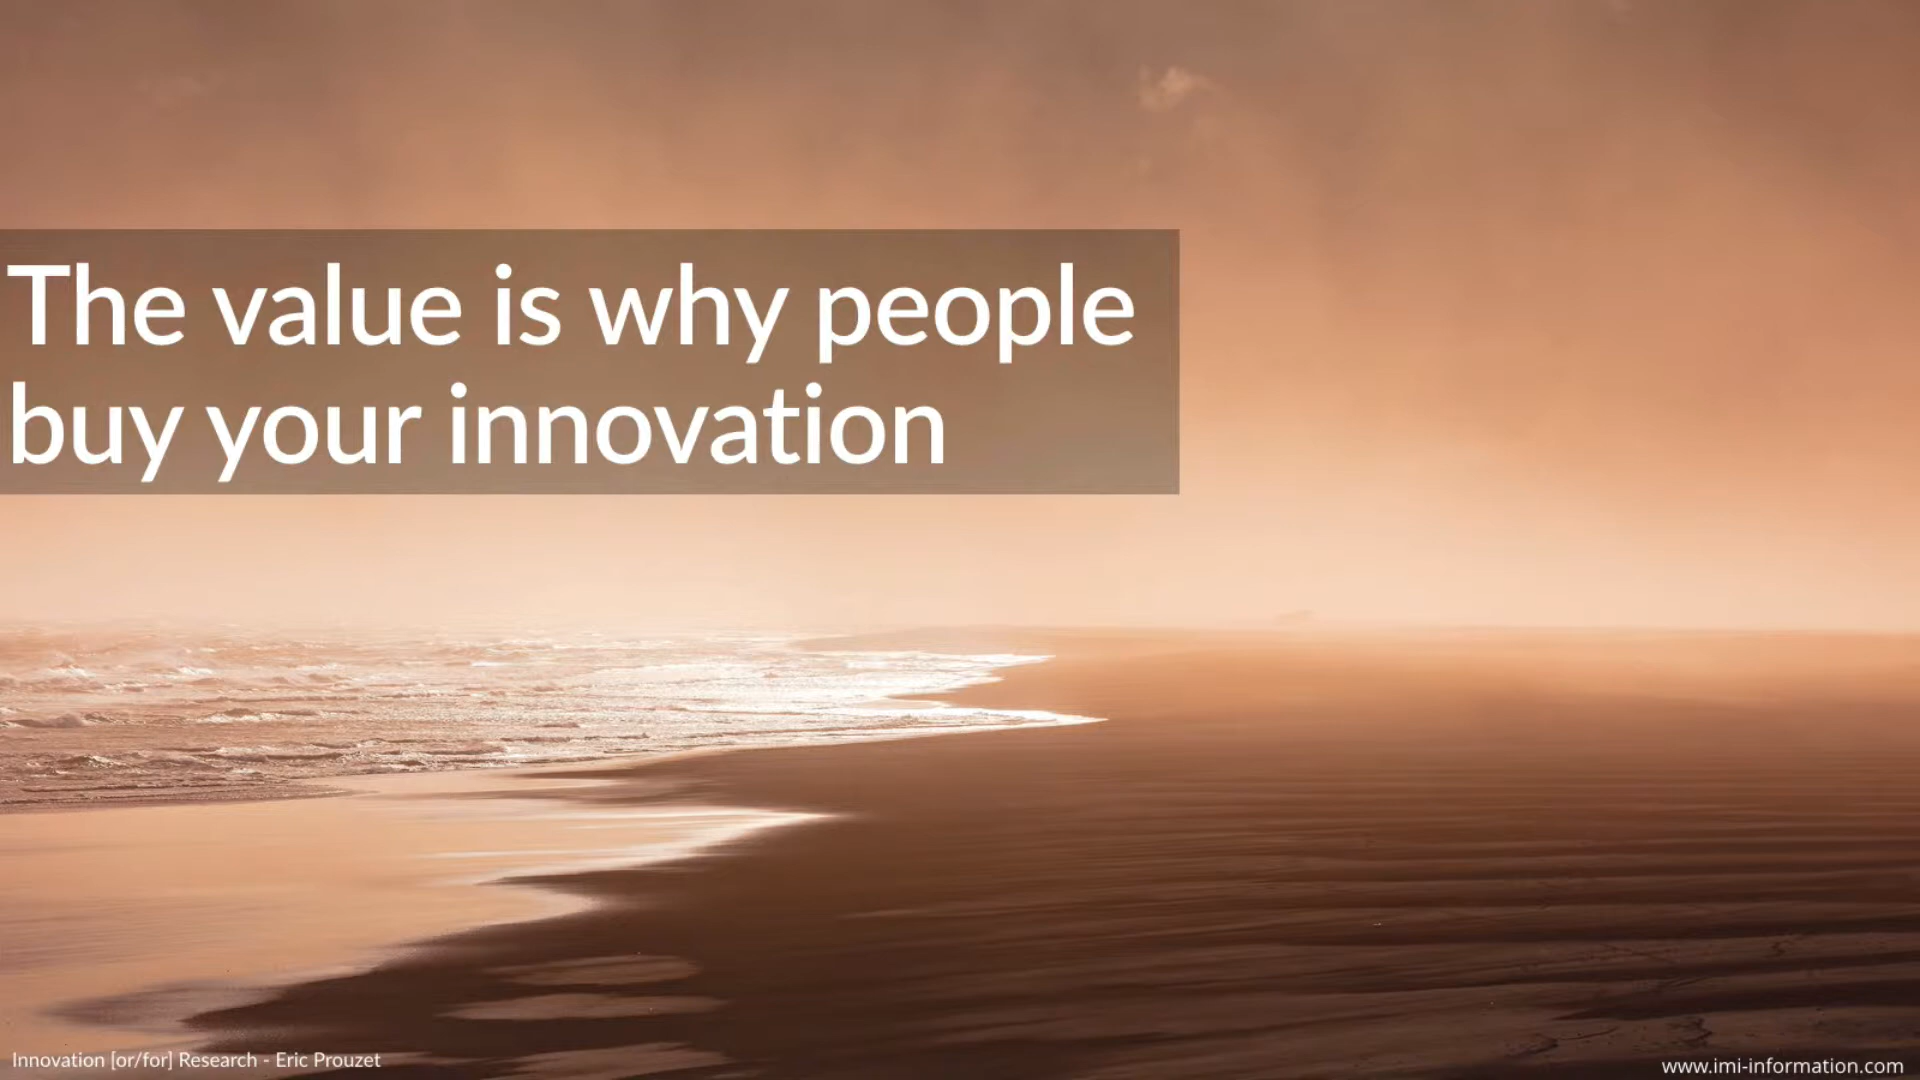 The value is why people
buy your innovation
Innovation [or/for] Research - Eric Prouzet
www.imi-information.com